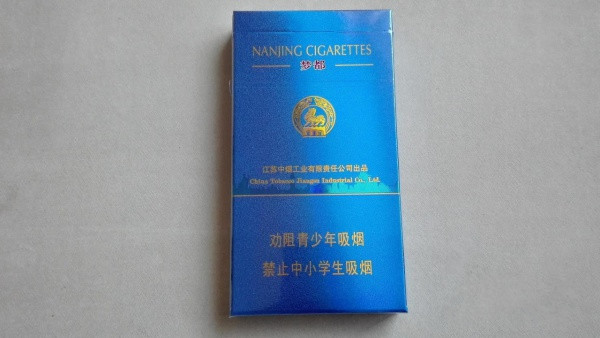 NANJING CIGARETTES
梦都
江苏中烟工业有限责任公司出品
China Tobacco Jiangsu Industrial Co., Ltd.
劝阻青少年吸烟
禁止中小学生吸烟